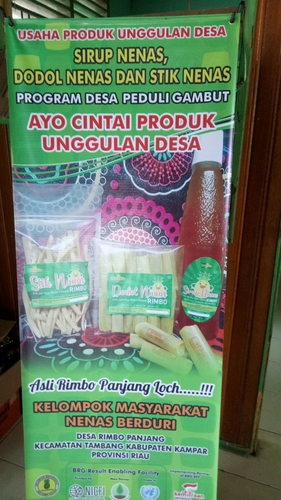 USAHA PRODUK UNGGULAN DESA
SIRUP NENAS,
DODOL NENAS DAN STIK NENAS
PROGRAM DESA PEDULI GAMBUT
AYO CINTAI PRODUK
UNGGULAN DESA
Stik Nenas
RIMBO
Dodol Nenas
RIMBO
Asli Rimbo Panjang Loch.....!!!
KELOMPOK MASYARAKAT
NENAS BERDURI
DESA RIMBO PANJANG
KECAMATAN TAMBANG KABUPATEN KAMPAR
PROVINSI RIAU
BRG Result Enabling Facility
NICFI